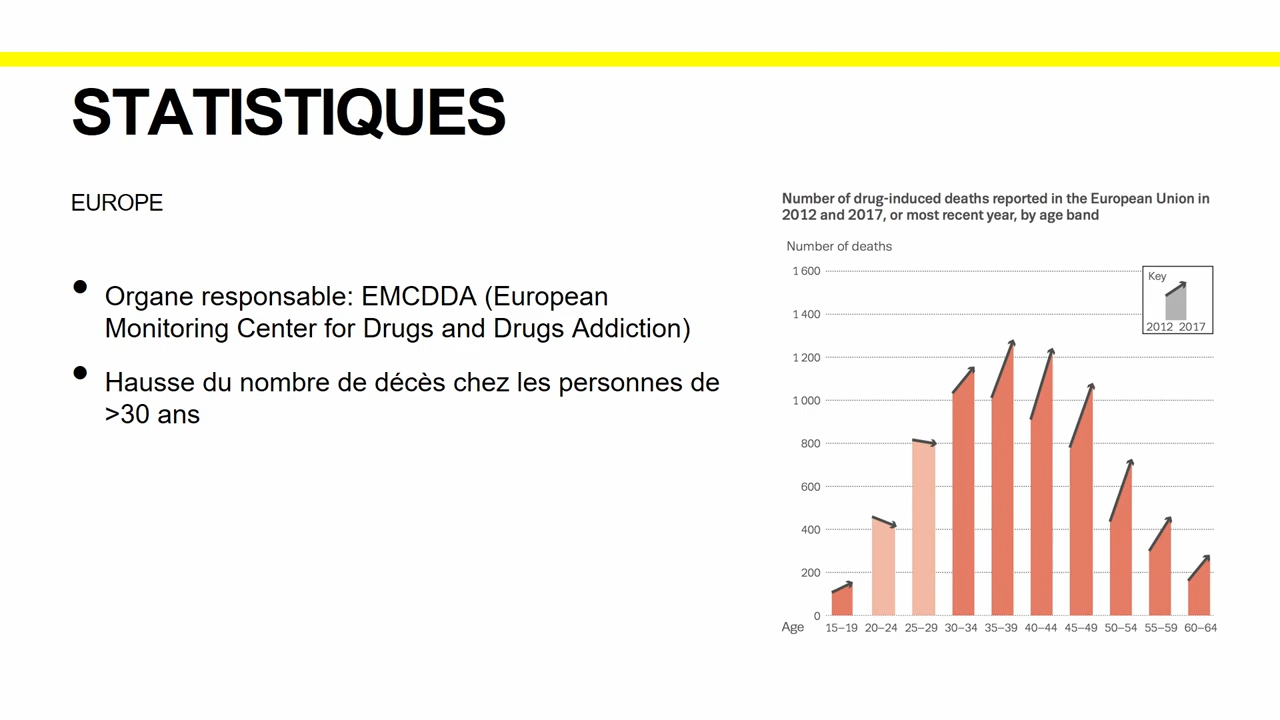 STATISTIQUES
EUROPE
• Organe responsable: EMCDDA (European
Monitoring Center for Drugs and Drugs Addiction)
• Hausse du nombre de décès chez les personnes de
>30 ans
Number of drug-induced deaths reported in the European Union in
2012 and 2017, or most recent year, by age band
Number of deaths
1 600
1 400
1 200
1 000
800
600
400
200
0
Key
2012 2017
Age 15–19 20–24 25–29 30–34 35–39 40–44 45–49 50–54 55–59 60–64